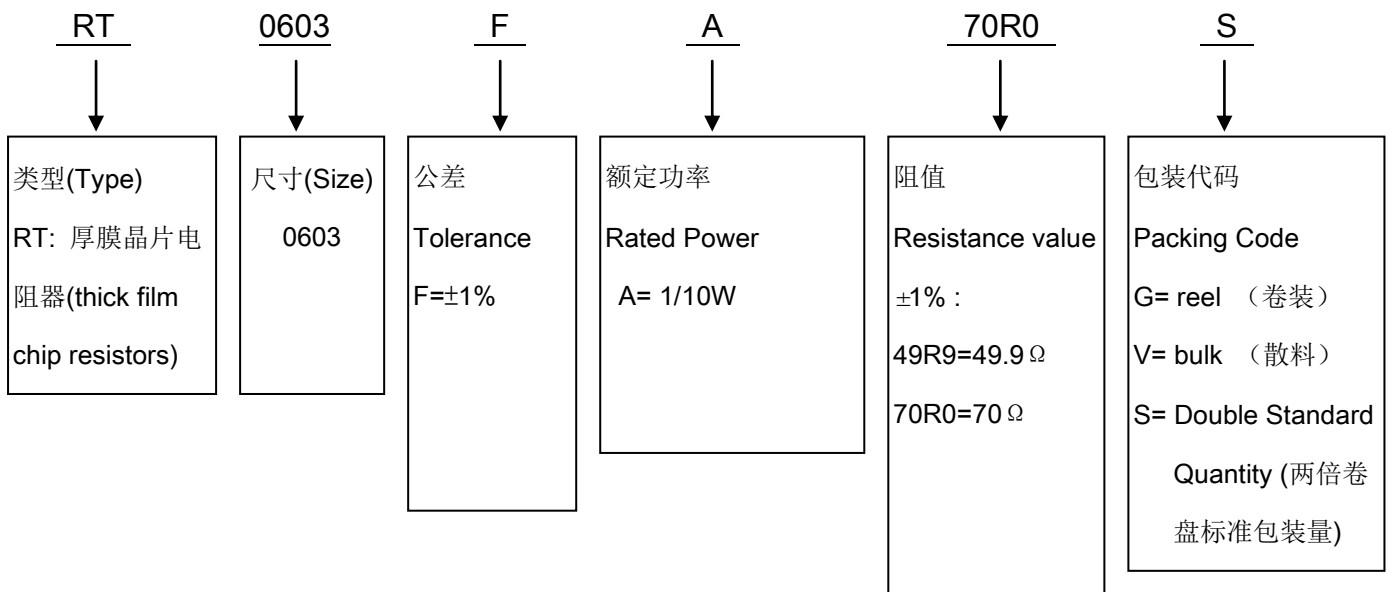 RT 0603 F A 70R0 S
类型(Type)
RT: 厚膜晶片电
阻器(thick film
chip resistors)
尺寸(Size)
0603
公差
Tolerance
F=±1%
额定功率
Rated Power
A= 1/10W
阻值
Resistance value
±1% :
49R9=49.9 Ω
70R0=70 Ω
包装代码
Packing Code
G= reel （卷装）
V= bulk （散料）
S= Double Standard
Quantity (两倍卷
盘标准包装量)